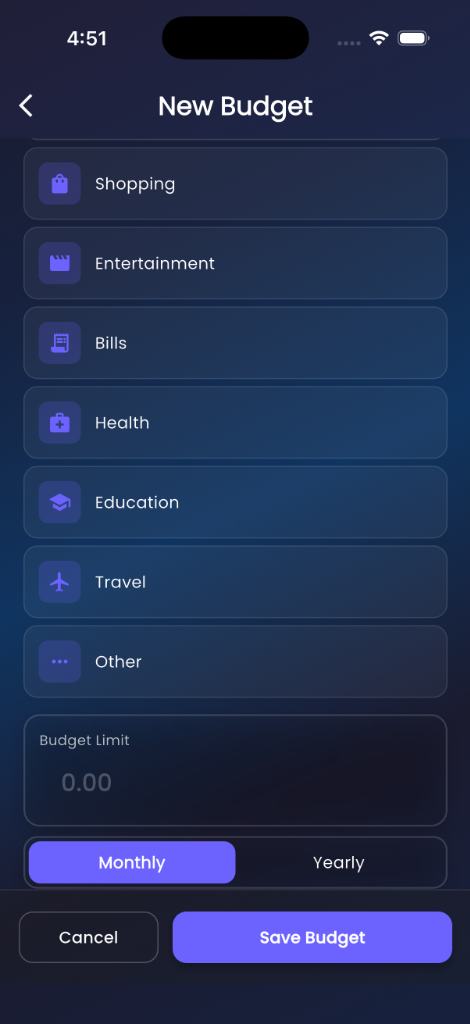 4:51
New Budget
Shopping
Entertainment
Bills
Health
Education
Travel
Other
Budget Limit
0.00
Monthly
Yearly
Cancel
Save Budget